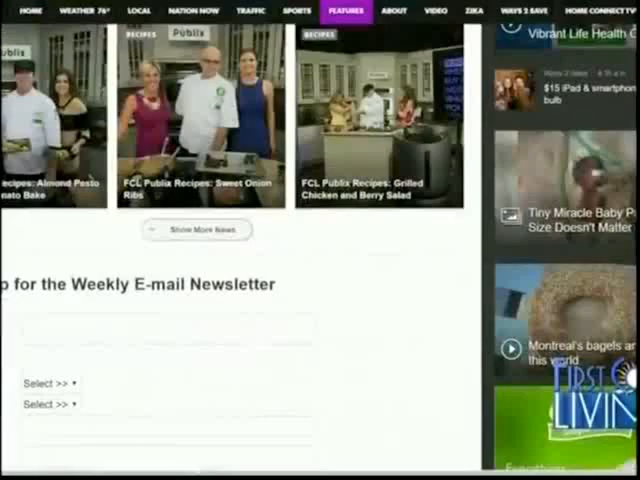 HOME WEATHER 76° LOCAL NATION NOW TRAFFIC SPORTS FEATURES ABOUT VIDEO ZIKA WAYS 2 SAVE HOME CONNECT TV
Publix
RECIPES
Publix
RECIPES
ecipes: Almond Pesto
nato Bake
FCL Publix Recipes: Sweet Onion
Ribs
FCL Publix Recipes: Grilled
Chicken and Berry Salad
Show More News
p for the Weekly E-mail Newsletter
Select >>
Select >>
Vibrant Life Health
$15 iPad & smartphon
bulb
Tiny Miracle Baby P
Size Doesn't Matter
Montreal's bagels ar
this world
FIRST CO
LIVIN